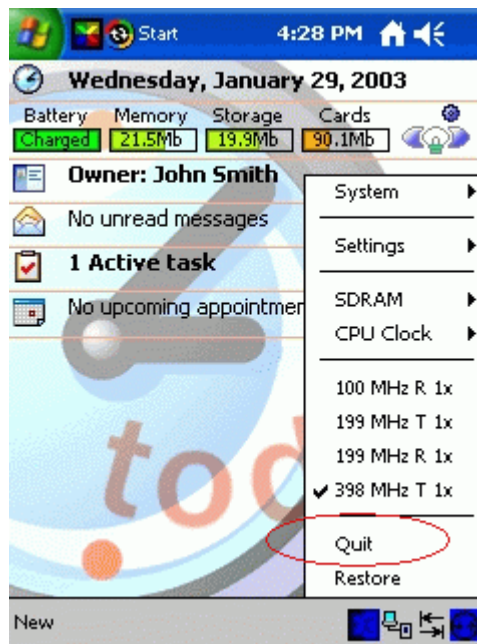 Start 4:28 PM
Wednesday, January 29, 2003
Battery Memory Storage Cards
Charged 21.5Mb 19.9Mb 90.1Mb
Owner: John Smith
No unread messages
1 Active task
No upcoming appointmen
tod
System
Settings
SDRAM
CPU Clock
100 MHz R 1x
199 MHz T 1x
199 MHz R 1x
398 MHz T 1x
Quit
Restore
New